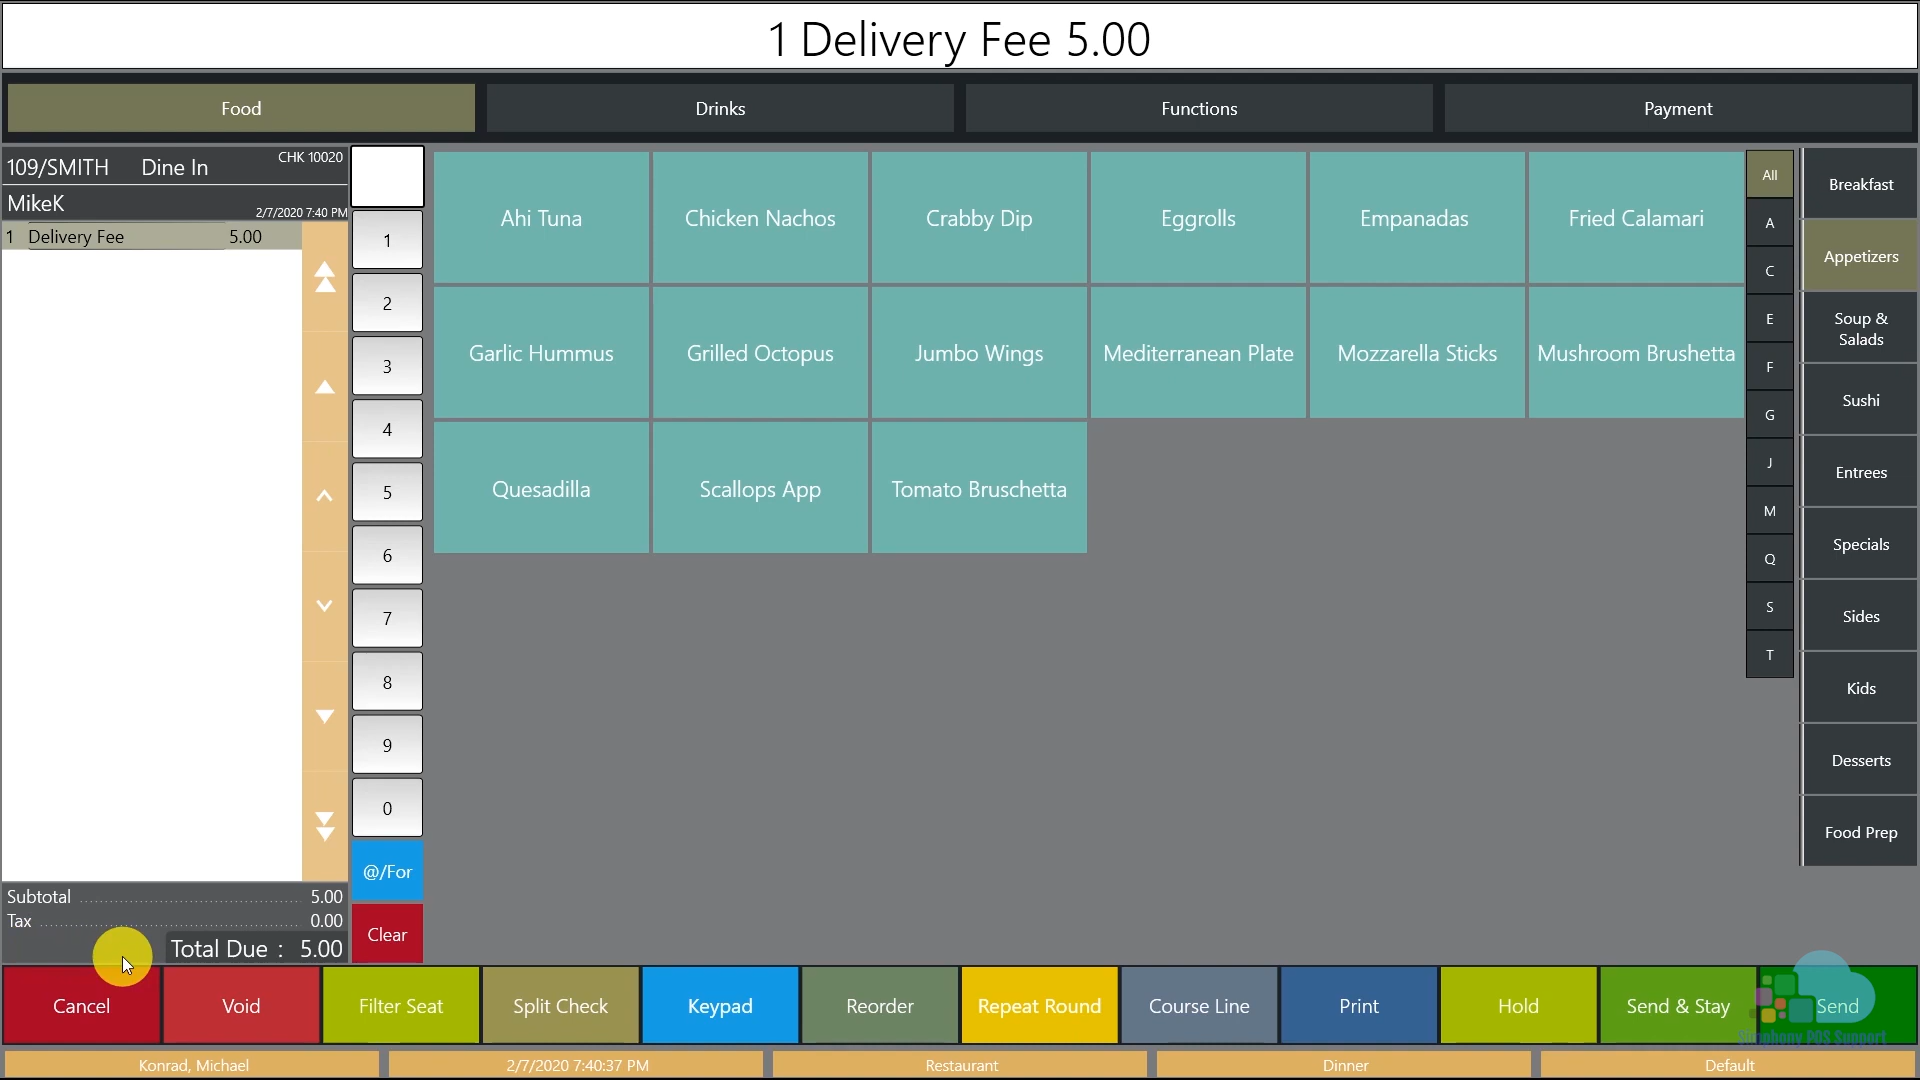 1 Delivery Fee 5.00
Food
Drinks
Functions
Payment
109/SMITH Dine In CHK 10020
MikeK 2/7/2020 7:40 PM
1 Delivery Fee 5.00
Subtotal 5.00
Tax 0.00
Total Due : 5.00
1
2
3
4
5
6
7
8
9
0
@/For
Clear
Ahi Tuna
Chicken Nachos
Crabby Dip
Eggrolls
Empanadas
Fried Calamari
Garlic Hummus
Grilled Octopus
Jumbo Wings
Mediterranean Plate
Mozzarella Sticks
Mushroom Brushetta
Quesadilla
Scallops App
Tomato Bruschetta
All
A
C
E
F
G
J
M
Q
S
T
Breakfast
Appetizers
Soup &
Salads
Sushi
Entrees
Specials
Sides
Kids
Desserts
Food Prep
Cancel
Void
Filter Seat
Split Check
Keypad
Reorder
Repeat Round
Course Line
Print
Hold
Send & Stay
Send
Simphony POS Support
Konrad, Michael
2/7/2020 7:40:37 PM
Restaurant
Dinner
Default